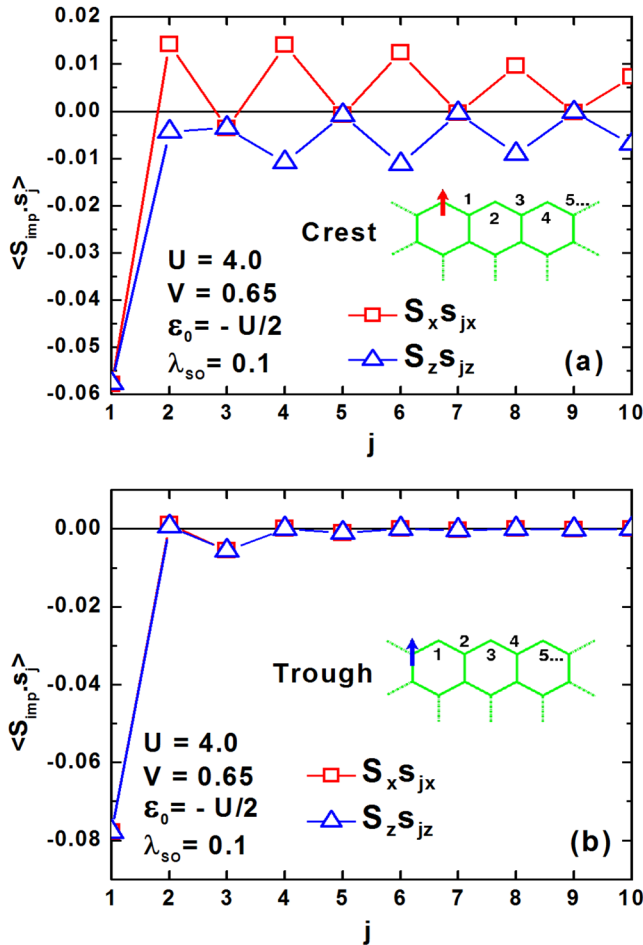 0.02
0.01
0.00
-0.01
-0.02
-0.03
-0.04
-0.05
-0.06
<S_imp.s_j>
1 3 5...
2 4
Crest
U = 4.0
V = 0.65
ε₀= - U/2
λ_so= 0.1
S_x s_jx
S_z s_jz
(a)
1 2 3 4 5 6 7 8 9 10
j
0.00
-0.02
-0.04
-0.06
-0.08
<S_imp.s_j>
2 4
1 3 5...
Trough
U = 4.0
V = 0.65
ε₀= - U/2
λ_so= 0.1
S_x s_jx
S_z s_jz
(b)
1 2 3 4 5 6 7 8 9 10
j